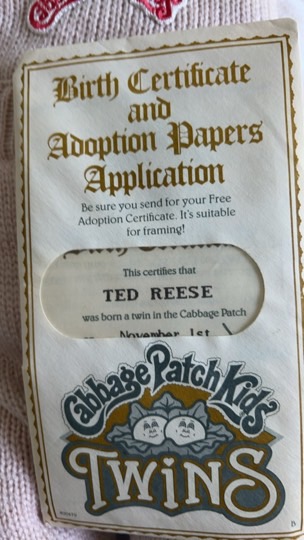 Birth Certificate
and
Adoption Papers
Application
Be sure you send for your Free
Adoption Certificate. It's suitable
for framing!
This certifies that
TED REESE
was born a twin in the Cabbage Patch
November 1st
Cabbage Patch Kids
TWINS